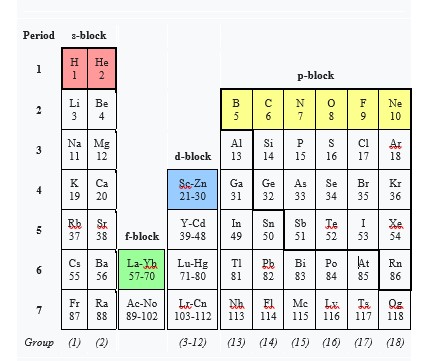 Period s-block
H He
1 2
1
p-block
Li Be B C N O F Ne
2
3 4 5 6 7 8 9 10
Na Mg Al Si P S Cl Ar
3
11 12 13 14 15 16 17 18
d-block
K Ca Sc-Zn Ga Ge As Se Br Kr
4
19 20 21-30 31 32 33 34 35 36
Rb Sr Y-Cd In Sn Sb Te I Xe
5
37 38 39-48 49 50 51 52 53 54
f-block
Cs Ba La-Yb Lu-Hg Tl Pb Bi Po At Rn
6
55 56 57-70 71-80 81 82 83 84 85 86
Fr Ra Ac-No Lr-Cn Nh Fl Mc Lv Ts Og
7
87 88 89-102 103-112 113 114 115 116 117 118
Group (1) (2) (3-12) (13) (14) (15) (16) (17) (18)